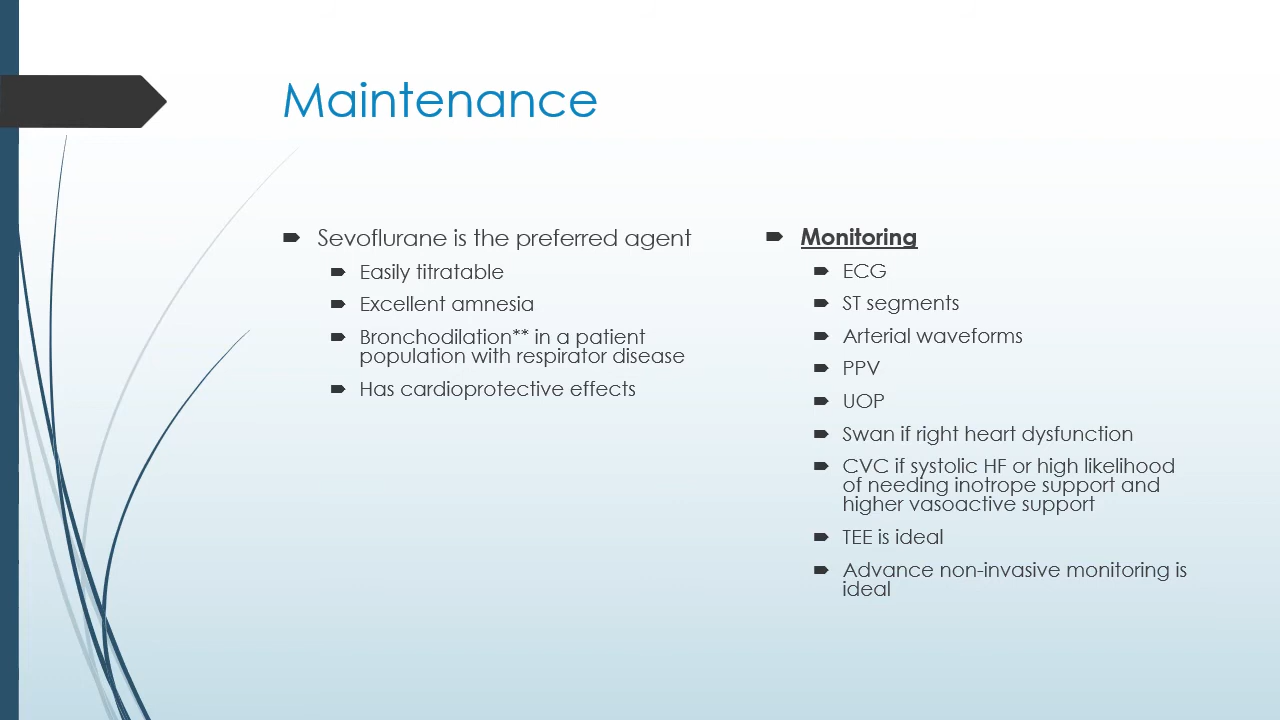 Maintenance
Sevoflurane is the preferred agent
Easily titratable
Excellent amnesia
Bronchodilation** in a patient
population with respirator disease
Has cardioprotective effects
Monitoring
ECG
ST segments
Arterial waveforms
PPV
UOP
Swan if right heart dysfunction
CVC if systolic HF or high likelihood
of needing inotrope support and
higher vasoactive support
TEE is ideal
Advance non-invasive monitoring is
ideal